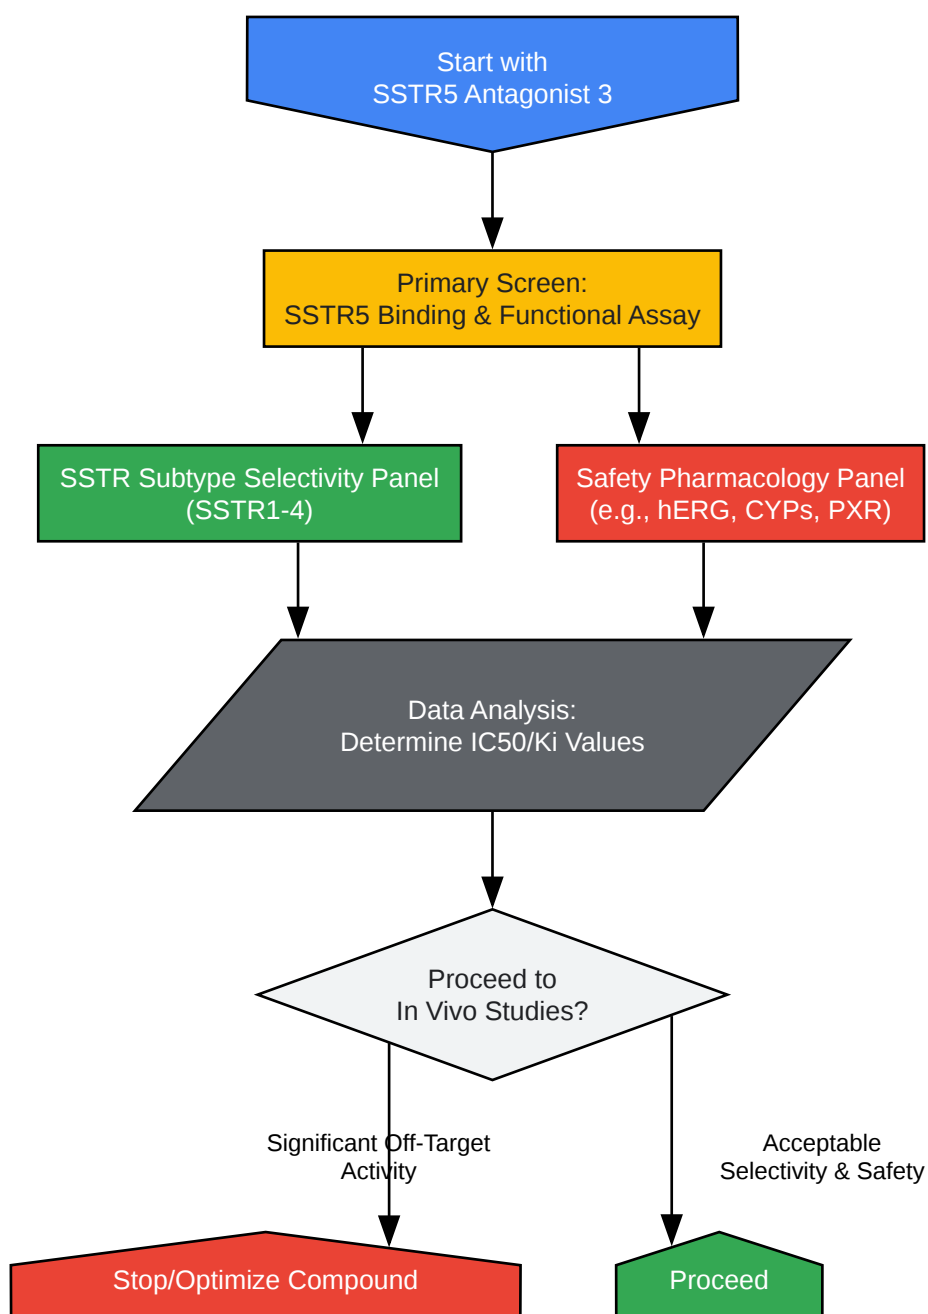 Start with
SSTR5 Antagonist 3
Primary Screen:
SSTR5 Binding & Functional Assay
SSTR Subtype Selectivity Panel
(SSTR1-4)
Safety Pharmacology Panel
(e.g., hERG, CYPs, PXR)
Data Analysis:
Determine IC50/Ki Values
Proceed to
In Vivo Studies?
Significant Off-Target
Activity
Acceptable
Selectivity & Safety
Stop/Optimize Compound
Proceed